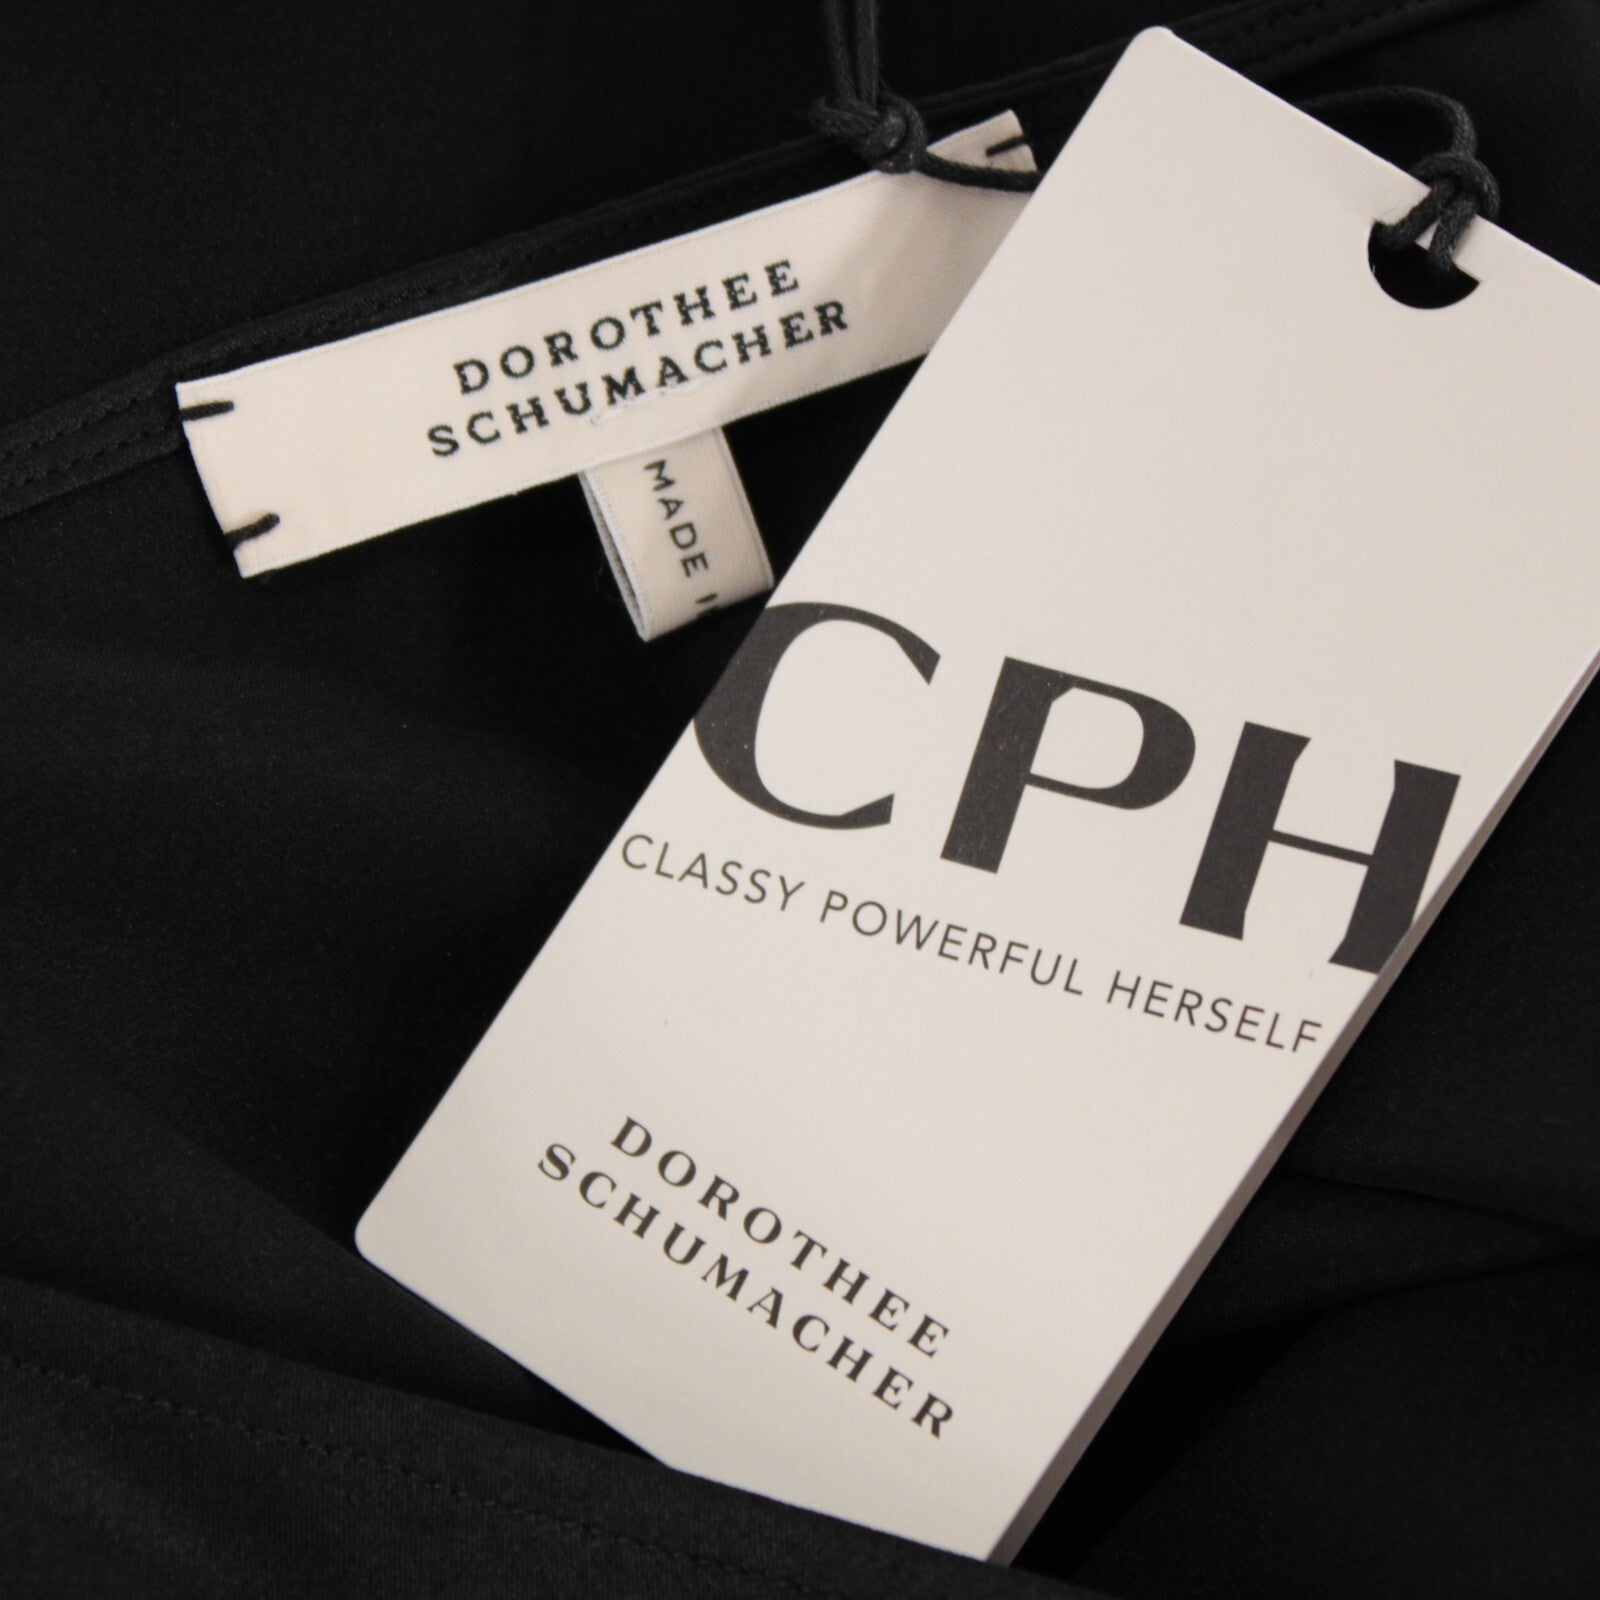 DOROTHEE
SCHUMACHER
MADE
CPH
CLASSY POWERFUL HERSELF
DOROTHEE
SCHUMACHER